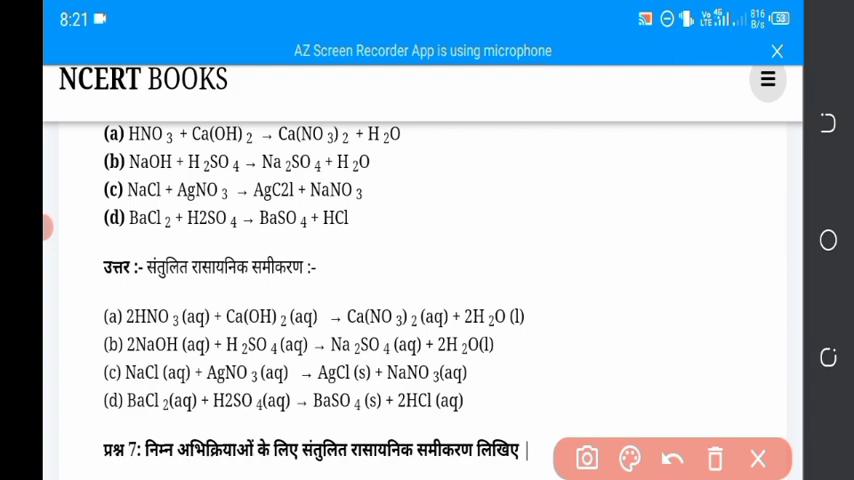 8:21
Vo 4G LTE 816 B/s 53
AZ Screen Recorder App is using microphone
NCERT BOOKS
(a) HNO 3 + Ca(OH) 2 → Ca(NO 3) 2 + H 2O
(b) NaOH + H 2SO 4 → Na 2SO 4 + H 2O
(c) NaCl + AgNO 3 → AgC2l + NaNO 3
(d) BaCl 2 + H2SO 4 → BaSO 4 + HCl
उत्तर :- संतुलित रासायनिक समीकरण :-
(a) 2HNO 3 (aq) + Ca(OH) 2 (aq) → Ca(NO 3) 2 (aq) + 2H 2O (l)
(b) 2NaOH (aq) + H 2SO 4 (aq) → Na 2SO 4 (aq) + 2H 2O(l)
(c) NaCl (aq) + AgNO 3 (aq) → AgCl (s) + NaNO 3(aq)
(d) BaCl 2(aq) + H2SO 4(aq) → BaSO 4 (s) + 2HCl (aq)
प्रश्न 7: निम्न अभिक्रियाओं के लिए संतुलित रासायनिक समीकरण लिखिए |